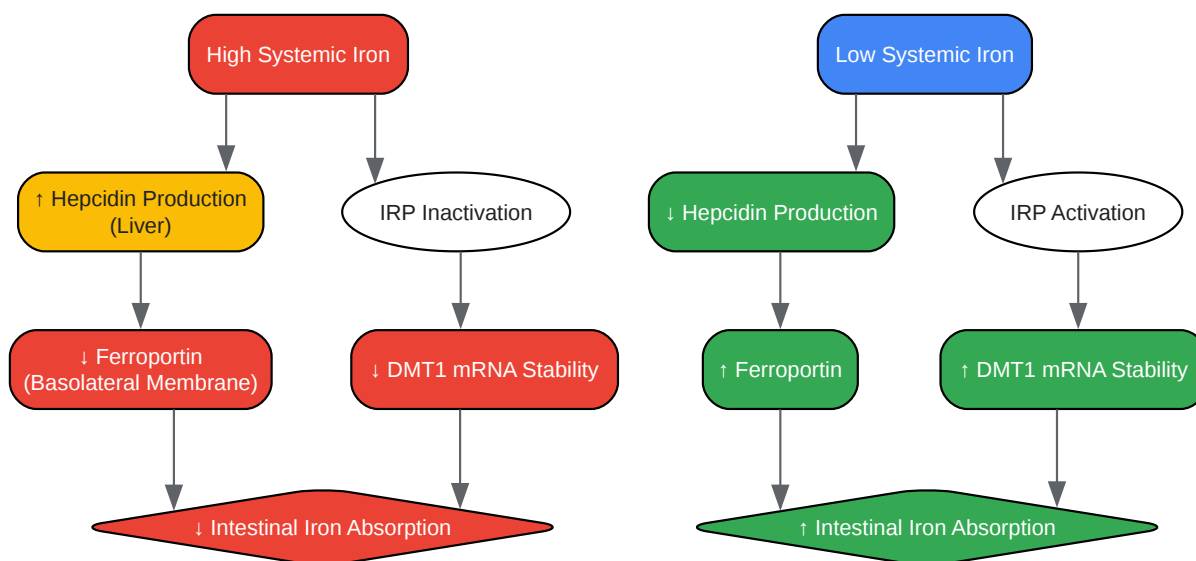 High Systemic Iron
Low Systemic Iron
↑ Hepcidin Production
(Liver)
IRP Inactivation
↓ Hepcidin Production
IRP Activation
↓ Ferroportin
(Basolateral Membrane)
↓ DMT1 mRNA Stability
↑ Ferroportin
↑ DMT1 mRNA Stability
↓ Intestinal Iron Absorption
↑ Intestinal Iron Absorption